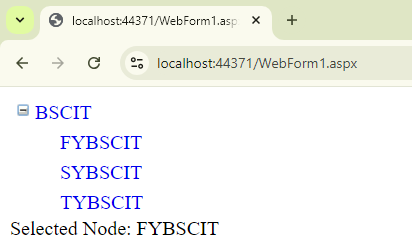 localhost:44371/WebForm1.asp
localhost:44371/WebForm1.aspx
BSCIT
FYBSCIT
SYBSCIT
TYBSCIT
Selected Node: FYBSCIT